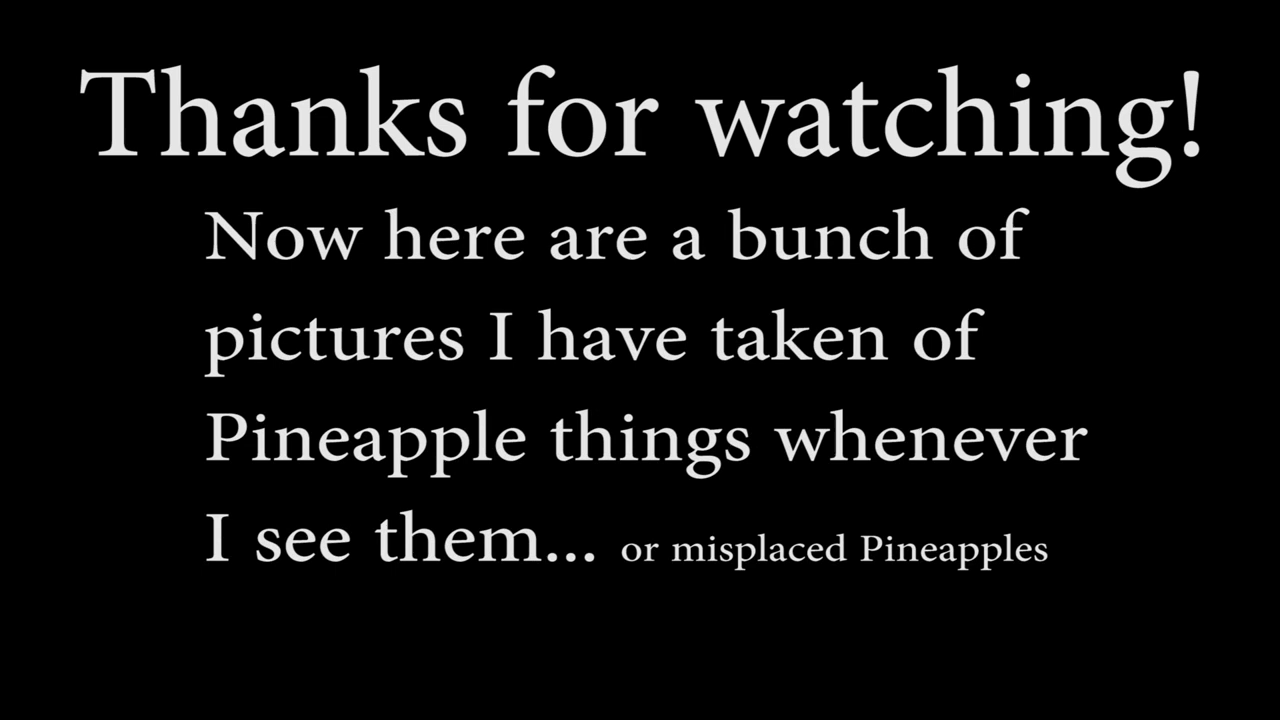 Thanks for watching!
Now here are a bunch of
pictures I have taken of
Pineapple things whenever
I see them... or misplaced Pineapples